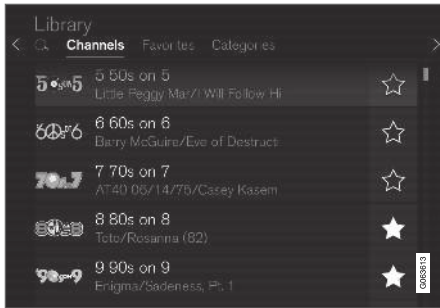 Library
Channels Favorites Categories
5 50s on 5
Little Peggy Mar/I Will Follow Hi
6 60s on 6
Barry McGuire/Eve of Destructi
7 70s on 7
AT40 06/14/75/Casey Kasem
8 80s on 8
Toto/Rosanna (82)
9 90s on 9
Enigma/Sadeness, Pt. 1
G063613